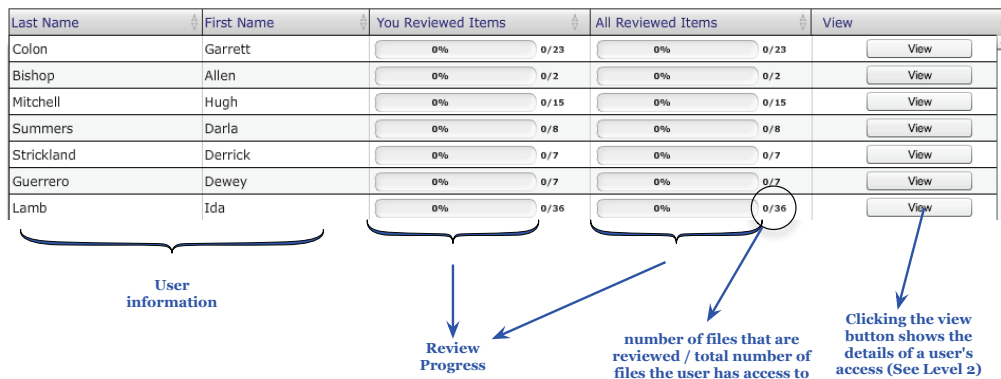 Last Name First Name You Reviewed Items All Reviewed Items View
Colon Garrett 0% 0/23 0% 0/23 View
Bishop Allen 0% 0/2 0% 0/2 View
Mitchell Hugh 0% 0/15 0% 0/15 View
Summers Darla 0% 0/8 0% 0/8 View
Strickland Derrick 0% 0/7 0% 0/7 View
Guerrero Dewey 0% 0/7 0% 0/7 View
Lamb Ida 0% 0/36 0% 0/36 View
User
information
Review
Progress
number of files that are
reviewed / total number of
files the user has access to
Clicking the view
button shows the
details of a user's
access (See Level 2)